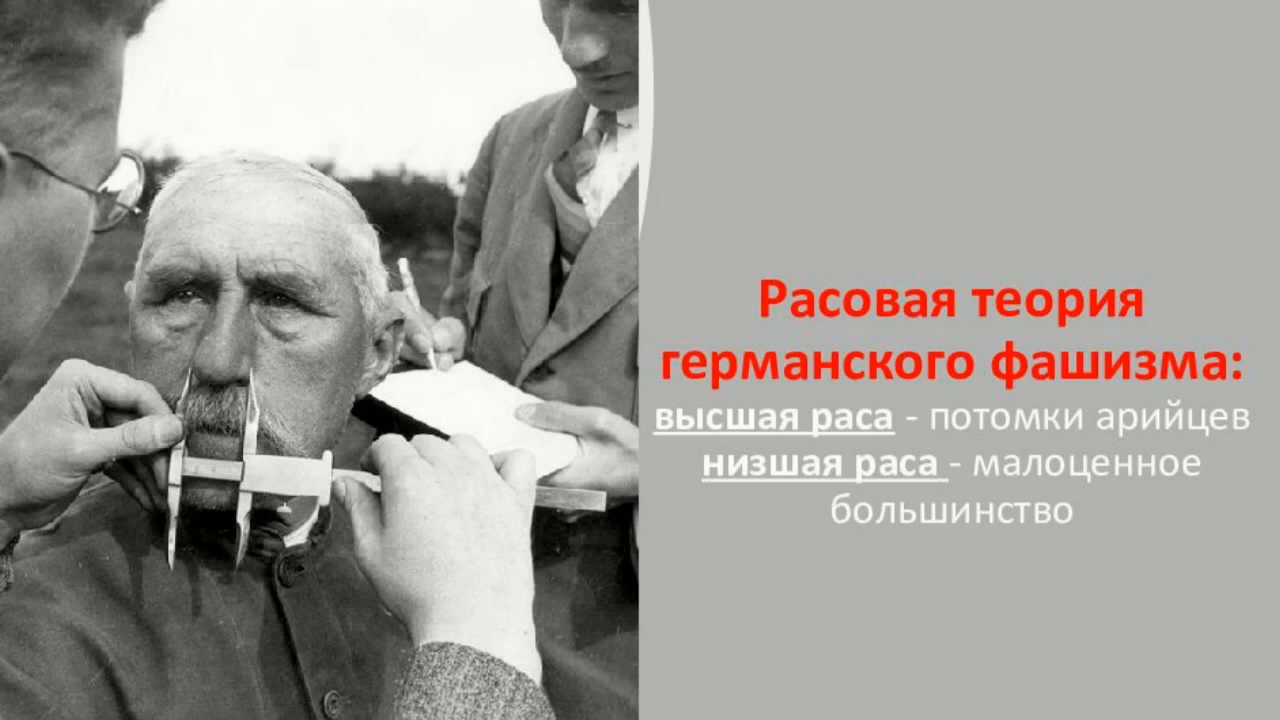 Расовая теория
германского фашизма:
высшая раса - потомки арийцев
низшая раса - малоценное
большинство